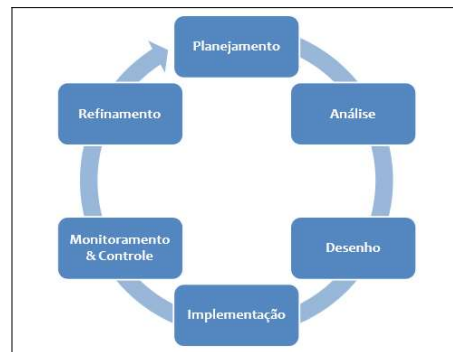 Planejamento
Análise
Desenho
Implementação
Monitoramento
& Controle
Refinamento